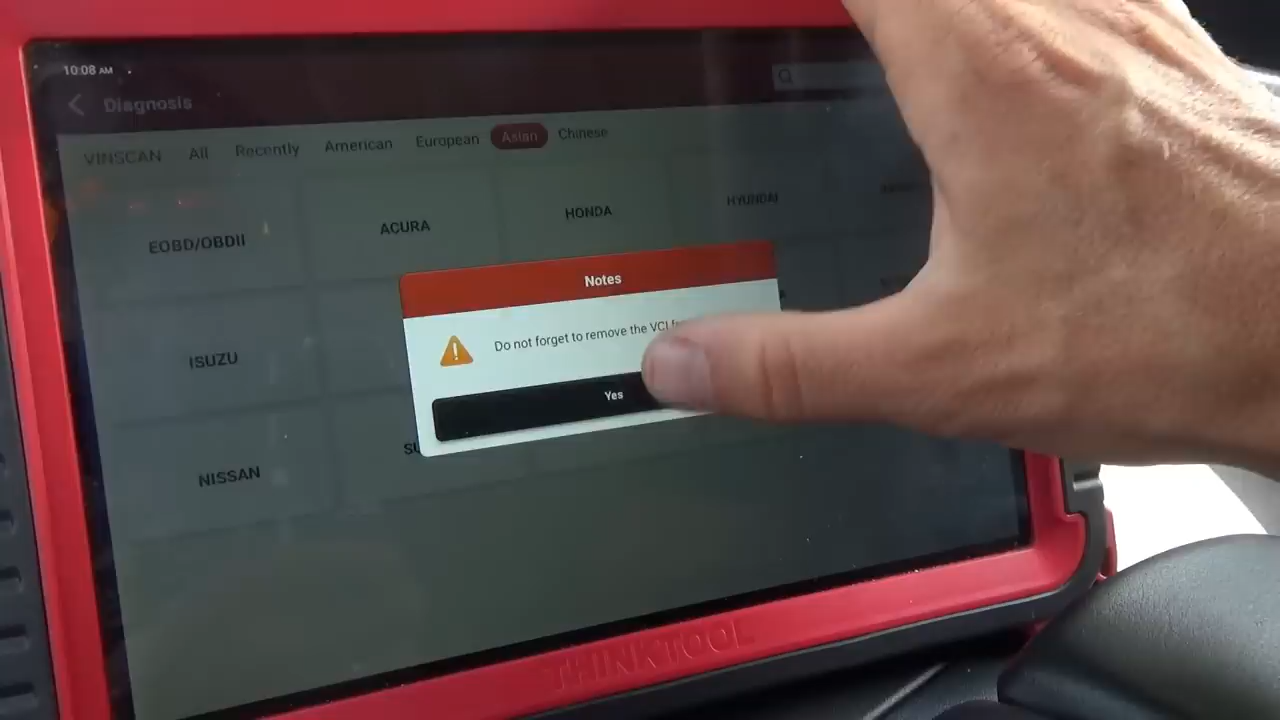 10:08 AM
Diagnosis
VINSCAN All Recently American European Asian Chinese
EOBD/OBDII ACURA HONDA HYUNDAI
Notes
Do not forget to remove the VCI
Yes
ISUZU
NISSAN
THINKTOOL